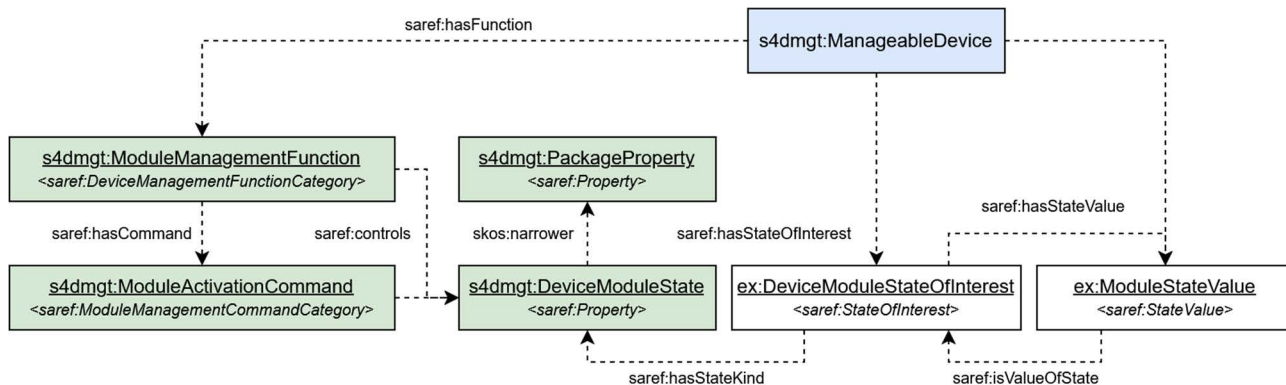 saref:hasFunction
s4dmgt:ManageableDevice
s4dmgt:ModuleManagementFunction
<saref:DeviceManagementFunctionCategory>
s4dmgt:PackageProperty
<saref:Property>
saref:hasStateValue
saref:hasCommand
saref:controls
skos:narrower
saref:hasStateOfInterest
s4dmgt:ModuleActivationCommand
<saref:ModuleManagementCommandCategory>
s4dmgt:DeviceModuleState
<saref:Property>
ex:DeviceModuleStateOfInterest
<saref:StateOfInterest>
ex:ModuleStateValue
<saref:StateValue>
saref:hasStateKind
saref:isValueOfState